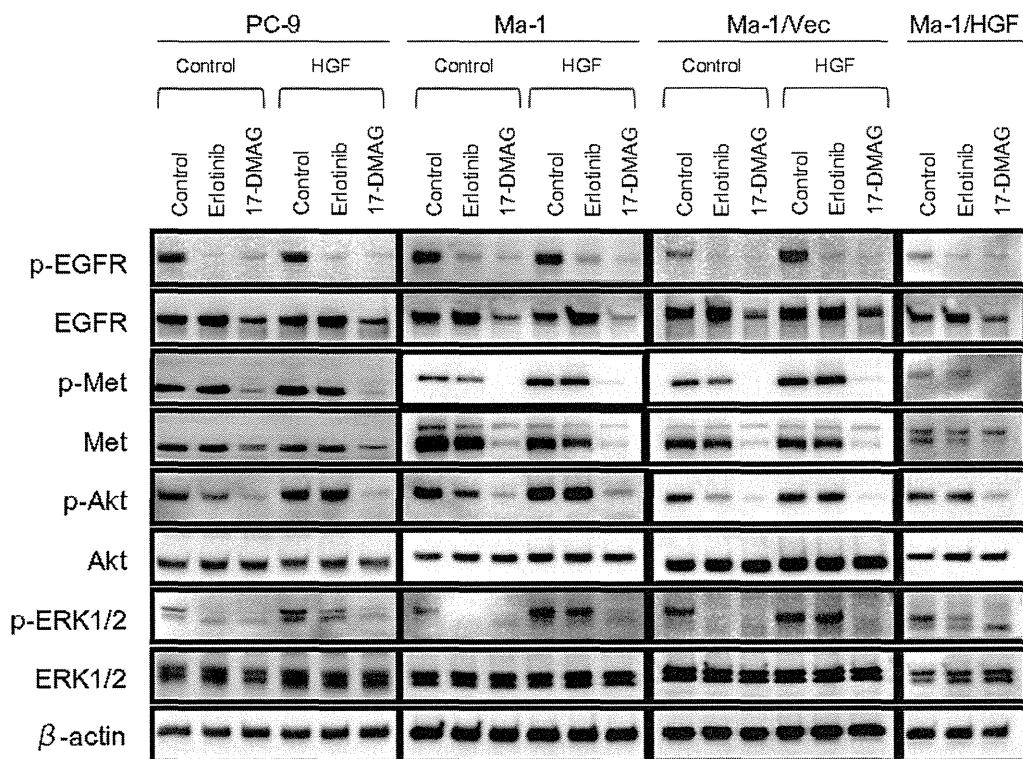 PC-9 Ma-1 Ma-1/Vec Ma-1/HGF
Control HGF Control HGF Control HGF
Control Erlotinib 17-DMAG Control Erlotinib 17-DMAG Control Erlotinib 17-DMAG Control Erlotinib 17-DMAG Control Erlotinib 17-DMAG Control Erlotinib 17-DMAG Control Erlotinib 17-DMAG
p-EGFR
EGFR
p-Met
Met
p-Akt
Akt
p-ERK1/2
ERK1/2
β-actin